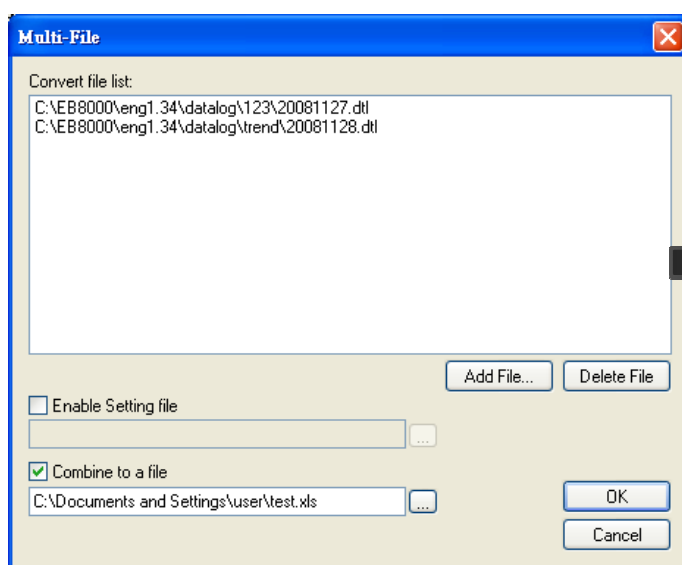 Multi-File
Convert file list:
C:\EB8000\eng1.34\datalog\123\20081127.dtl
C:\EB8000\eng1.34\datalog\trend\20081128.dtl
Add File...
Delete File
Enable Setting file
...
Combine to a file
C:\Documents and Settings\user\test.xls
...
OK
Cancel